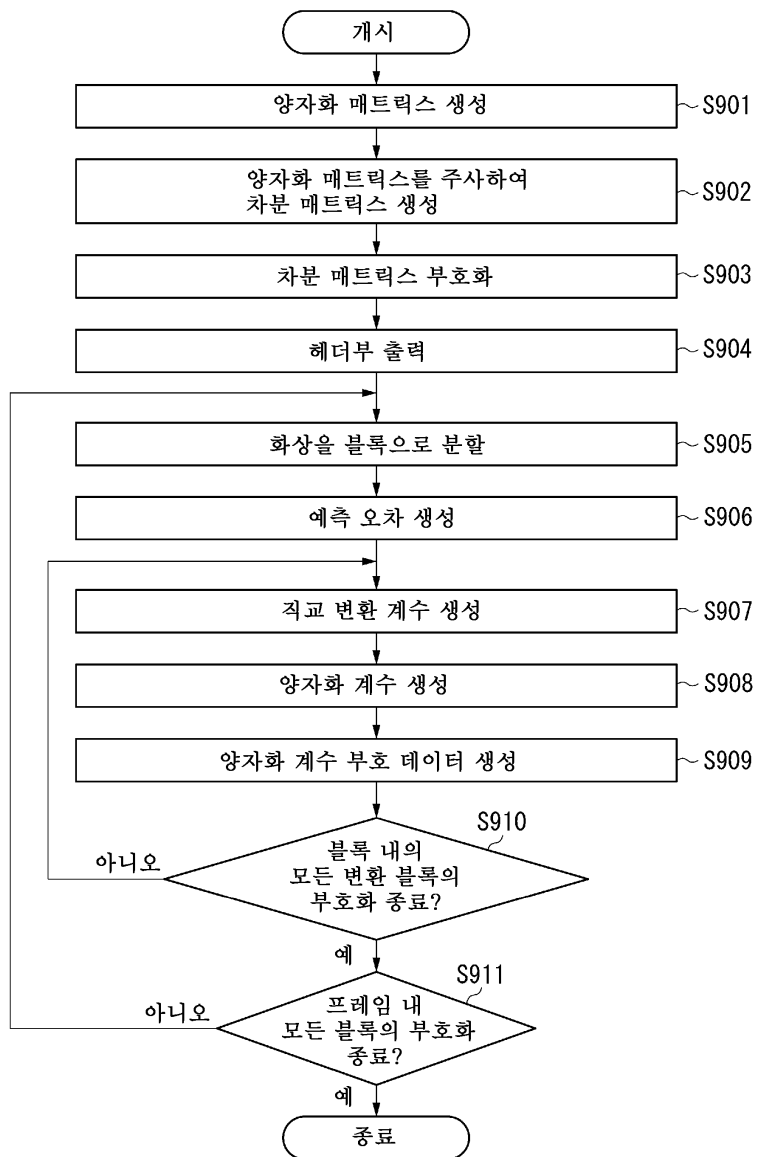 개시
양자화 매트릭스 생성
S901
양자화 매트릭스를 주사하여
차분 매트릭스 생성
S902
차분 매트릭스 부호화
S903
헤더부 출력
S904
화상을 블록으로 분할
S905
예측 오차 생성
S906
직교 변환 계수 생성
S907
양자화 계수 생성
S908
양자화 계수 부호 데이터 생성
S909
S910
블록 내의
모든 변환 블록의
부호화 종료?
아니오
예
S911
프레임 내
모든 블록의 부호화
종료?
아니오
예
종료